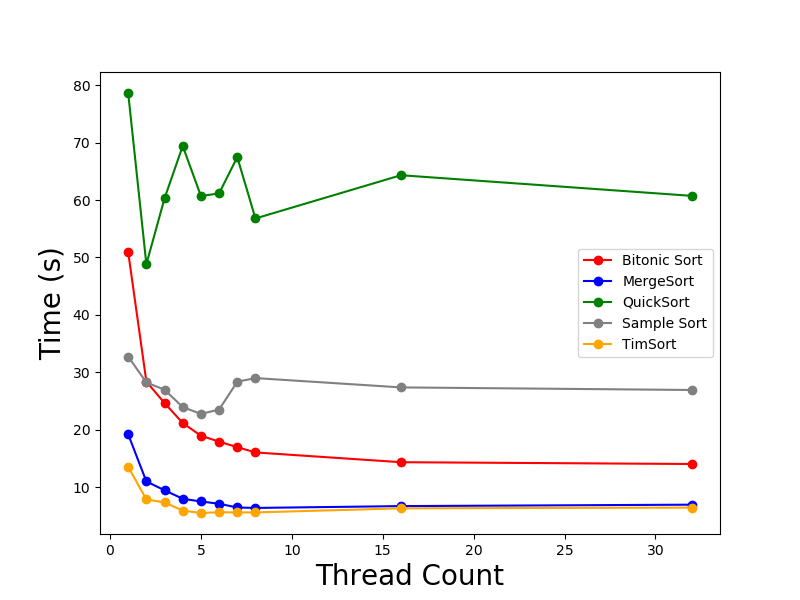 80
70
60
50
40
30
20
10
Time (s)
0 5 10 15 20 25 30
Thread Count
Bitonic Sort
MergeSort
QuickSort
Sample Sort
TimSort